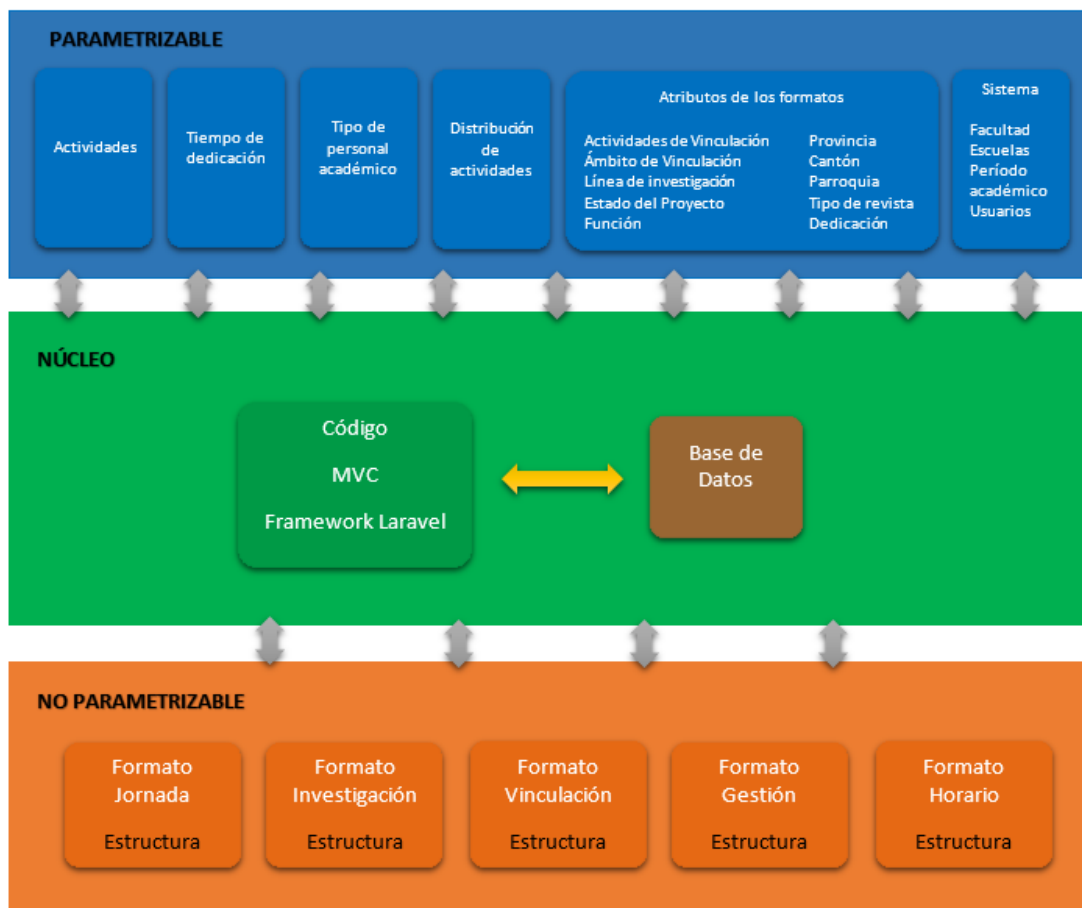 PARAMETRIZABLE
Actividades
Tiempo de
dedicación
Tipo de
personal
académico
Distribución
de
actividades
Atributos de los formatos
Actividades de Vinculación
Ámbito de Vinculación
Línea de investigación
Estado del Proyecto
Función
Provincia
Cantón
Parroquia
Tipo de revista
Dedicación
Sistema
Facultad
Escuelas
Período
académico
Usuarios
NÚCLEO
Código
MVC
Framework Laravel
Base de
Datos
NO PARAMETRIZABLE
Formato
Jornada
Estructura
Formato
Investigación
Estructura
Formato
Vinculación
Estructura
Formato
Gestión
Estructura
Formato
Horario
Estructura